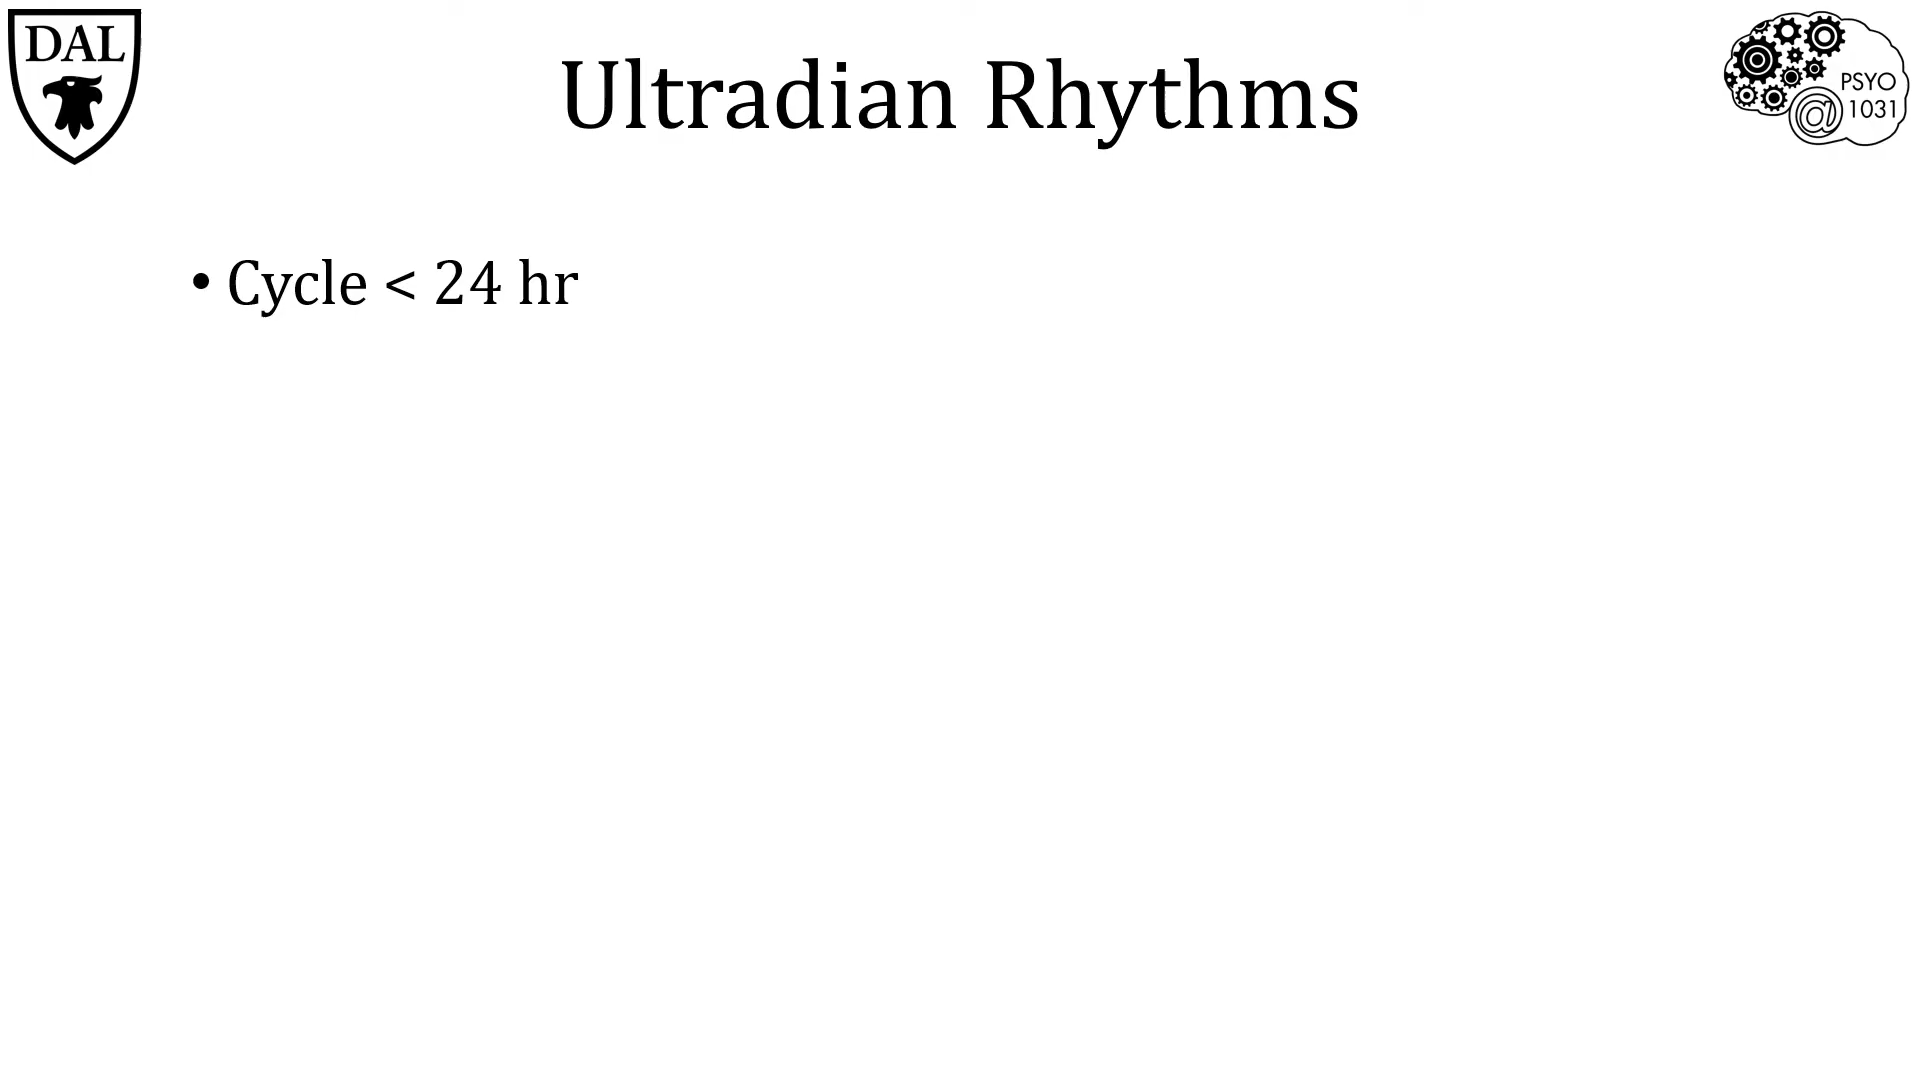 DAL
Ultradian Rhythms
PSYO
@ 1031
• Cycle < 24 hr